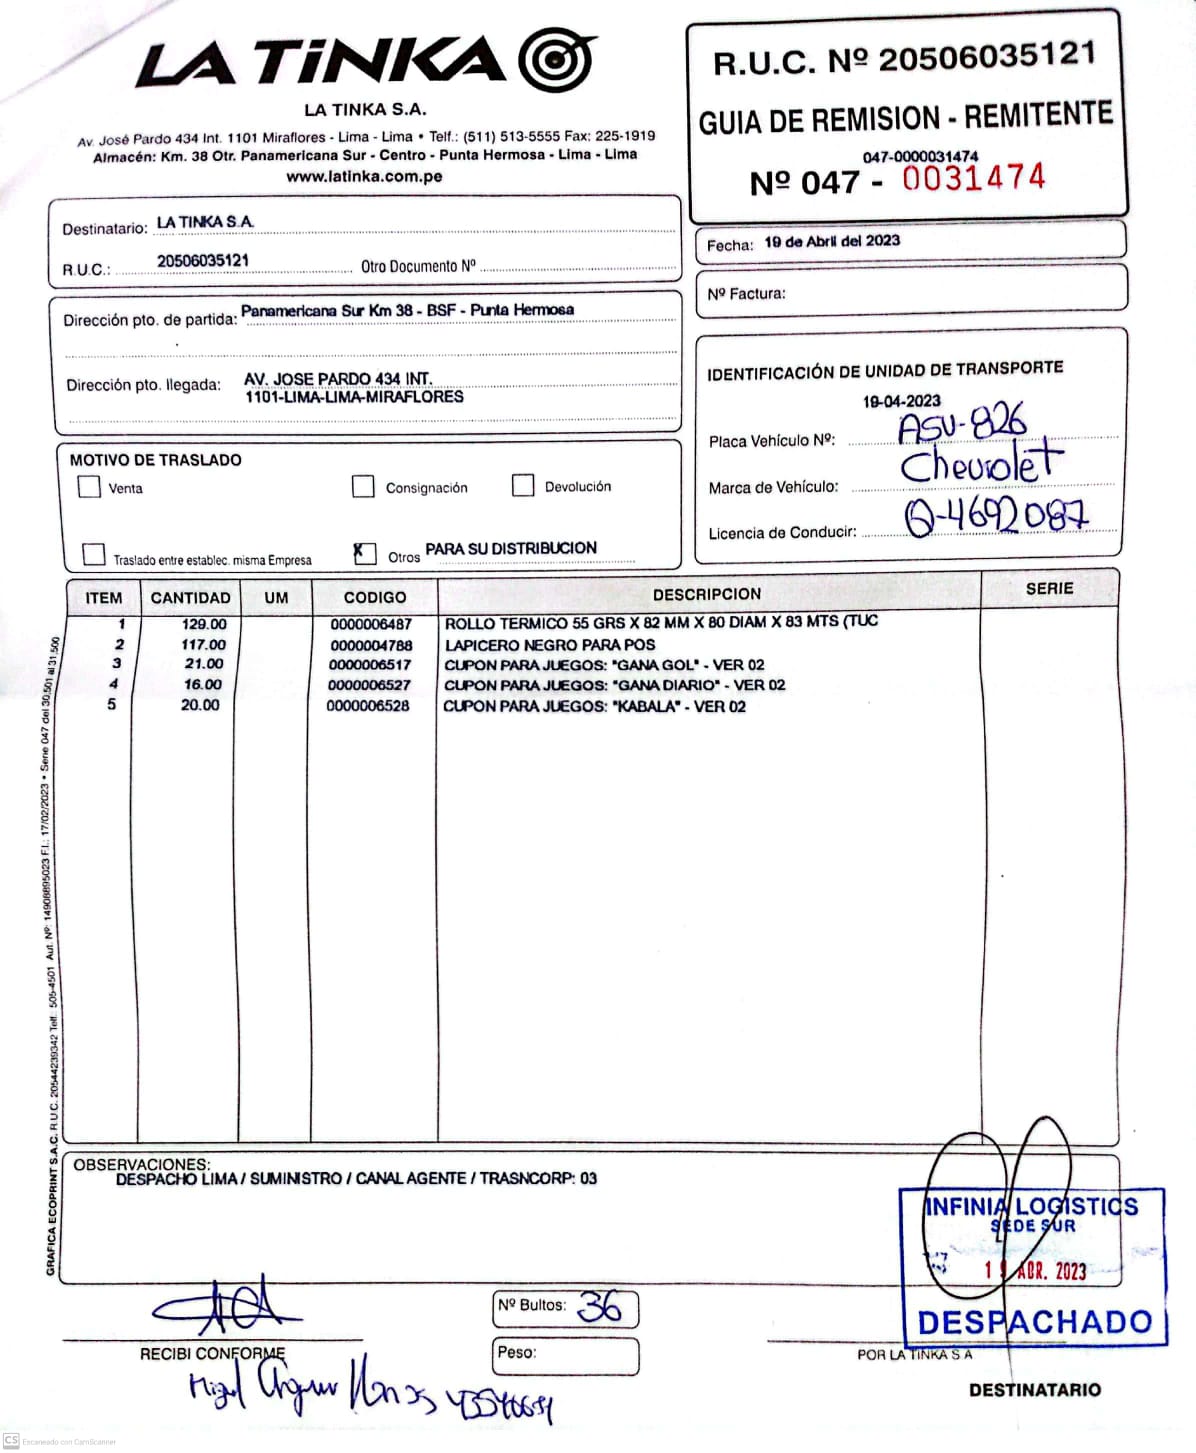 LA TiNKA
LA TINKA S.A.
Av. José Pardo 434 Int. 1101 Miraflores - Lima - Lima • Telf.: (511) 513-5555 Fax: 225-1919
Almacén: Km. 38 Otr. Panamericana Sur - Centro - Punta Hermosa - Lima - Lima
www.latinka.com.pe
R.U.C. Nº 20506035121
GUIA DE REMISION - REMITENTE
047-0000031474
Nº 047 - 0031474
Destinatario: LA TINKA S.A.
R.U.C.: 20506035121 Otro Documento Nº
Fecha: 19 de Abril del 2023
Nº Factura:
Dirección pto. de partida: Panamericana Sur Km 38 - BSF - Punta Hermosa
Dirección pto. llegada: AV. JOSE PARDO 434 INT.
1101-LIMA-LIMA-MIRAFLORES
IDENTIFICACIÓN DE UNIDAD DE TRANSPORTE
19-04-2023
Placa Vehículo Nº: ASU-826
Marca de Vehículo: Chevrolet
Licencia de Conducir: Q-4692087
MOTIVO DE TRASLADO
Venta Consignación Devolución
Traslado entre establec. misma Empresa X Otros PARA SU DISTRIBUCION
ITEM CANTIDAD UM CODIGO DESCRIPCION SERIE
1 129.00 0000006487 ROLLO TERMICO 55 GRS X 82 MM X 80 DIAM X 83 MTS (TUC
2 117.00 0000004788 LAPICERO NEGRO PARA POS
3 21.00 0000006517 CUPON PARA JUEGOS: "GANA GOL" - VER 02
4 16.00 0000006527 CUPON PARA JUEGOS: "GANA DIARIO" - VER 02
5 20.00 0000006528 CUPON PARA JUEGOS: "KABALA" - VER 02
GRAFICA ECOPRINT S.A.C. R.U.C. 20544239342 Telf.: 505-4501 Aut. Nº: 14908895023 F.I.: 17/02/2023 • Serie 047 del 30,501 al 31,500
OBSERVACIONES:
DESPACHO LIMA / SUMINISTRO / CANAL AGENTE / TRASNCORP: 03
INFINIA LOGISTICS
SEDE SUR
19 ABR. 2023
DESPACHADO
Nº Bultos: 36
Peso:
RECIBI CONFORME
POR LA TINKA S A
DESTINATARIO
CS Escaneado con CamScanner